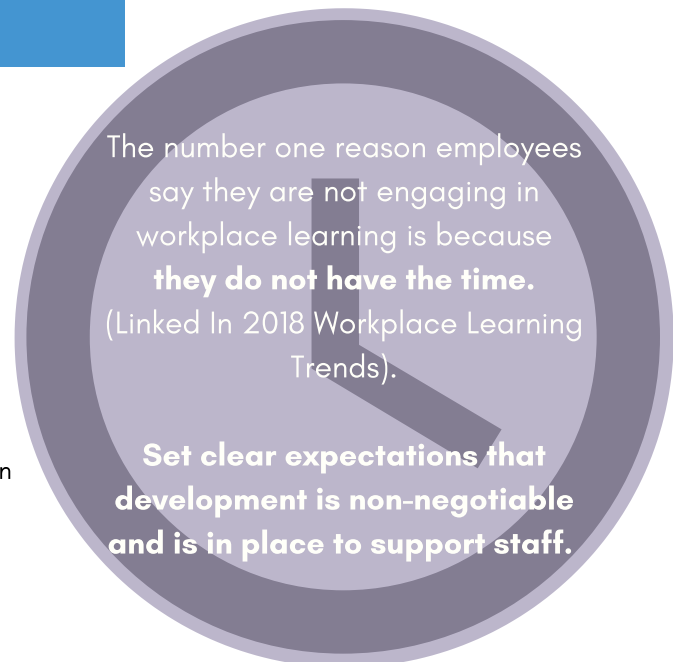 The number one reason employees
say they are not engaging in
workplace learning is because
they do not have the time.
(Linked In 2018 Workplace Learning
Trends).
Set clear expectations that
n
development is non-negotiable
and is in place to support staff.